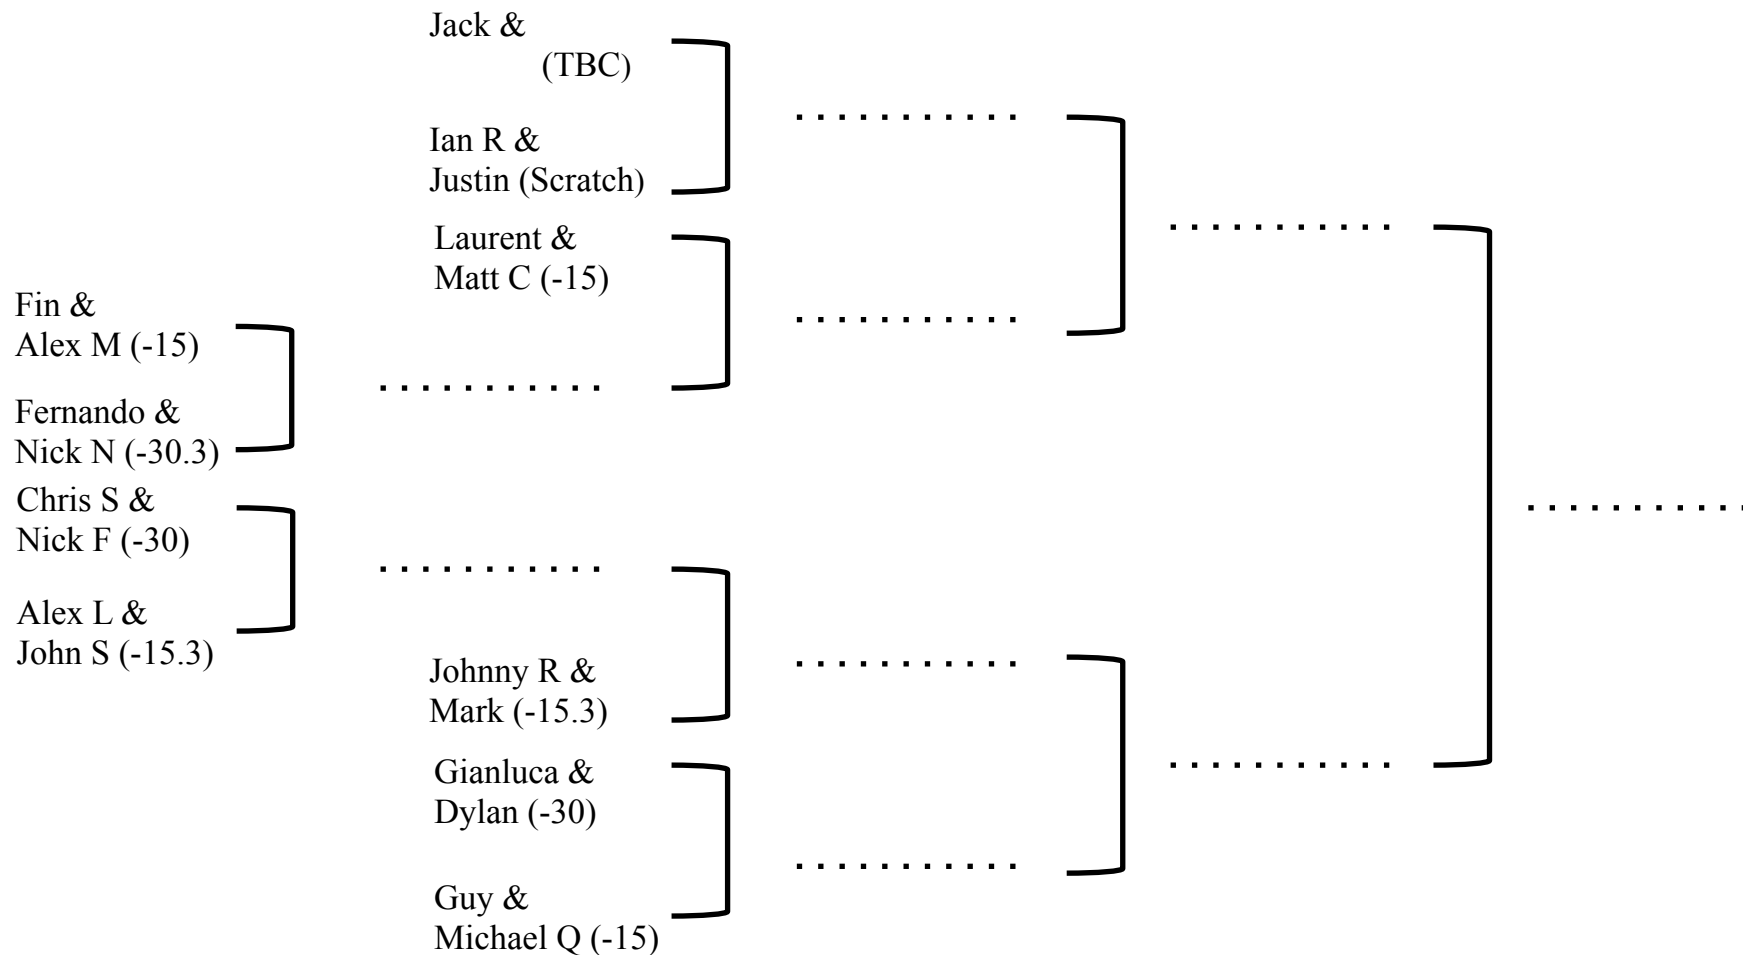 Jack &
(TBC)
Ian R &
Justin (Scratch)
Laurent &
Matt C (-15)
Fin &
Alex M (-15)
Fernando &
Nick N (-30.3)
Chris S &
Nick F (-30)
Alex L &
John S (-15.3)
Johnny R &
Mark (-15.3)
Gianluca &
Dylan (-30)
Guy &
Michael Q (-15)